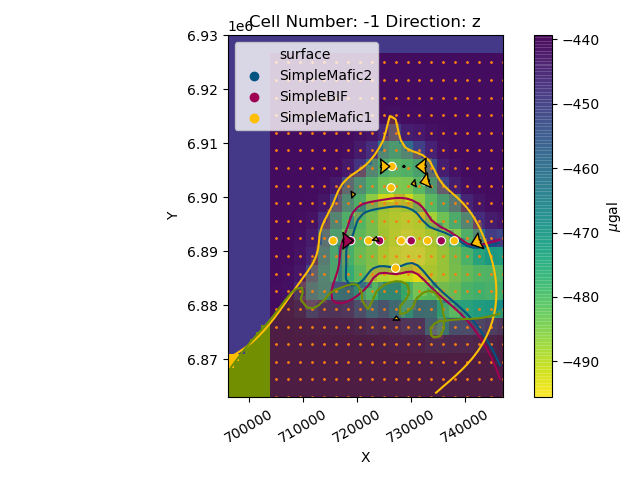 Cell Number: -1 Direction: z
1e6
6.93
6.92
6.91
6.90
6.89
6.88
6.87
Y
surface
SimpleMafic2
SimpleBIF
SimpleMafic1
700000
710000
720000
730000
740000
X
−440
−450
−460
−470
−480
−490
μgal